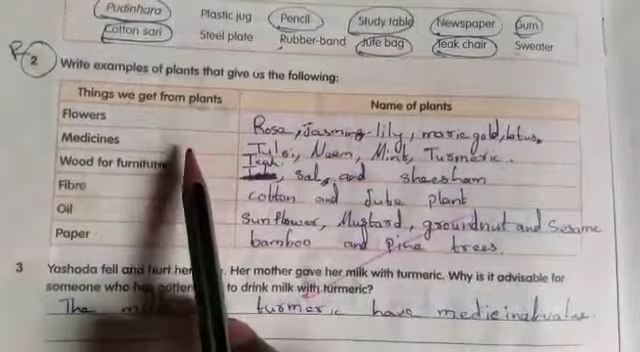 Pudinhara Plastic jug Pencil Study table Newspaper Gum
Cotton sari Steel plate Rubber-band Jute bag Teak chair Sweater
2 Write examples of plants that give us the following:
Things we get from plants Name of plants
Flowers Rose, Jasmine, lily, mariegold, lotus.
Medicines Tulsi, Neem, Mint, Turmeric.
Wood for furniture Teak, sal, and sheesham
Fibre cotton and Jute plant
Oil Sunflower, Mustard, groundnut and Sesame
Paper bamboo and pine trees.
3 Yashoda fell and hurt her. Her mother gave her milk with turmeric. Why is it advisable for
someone who has to drink milk with turmeric?
The turmeric have medicinal value.